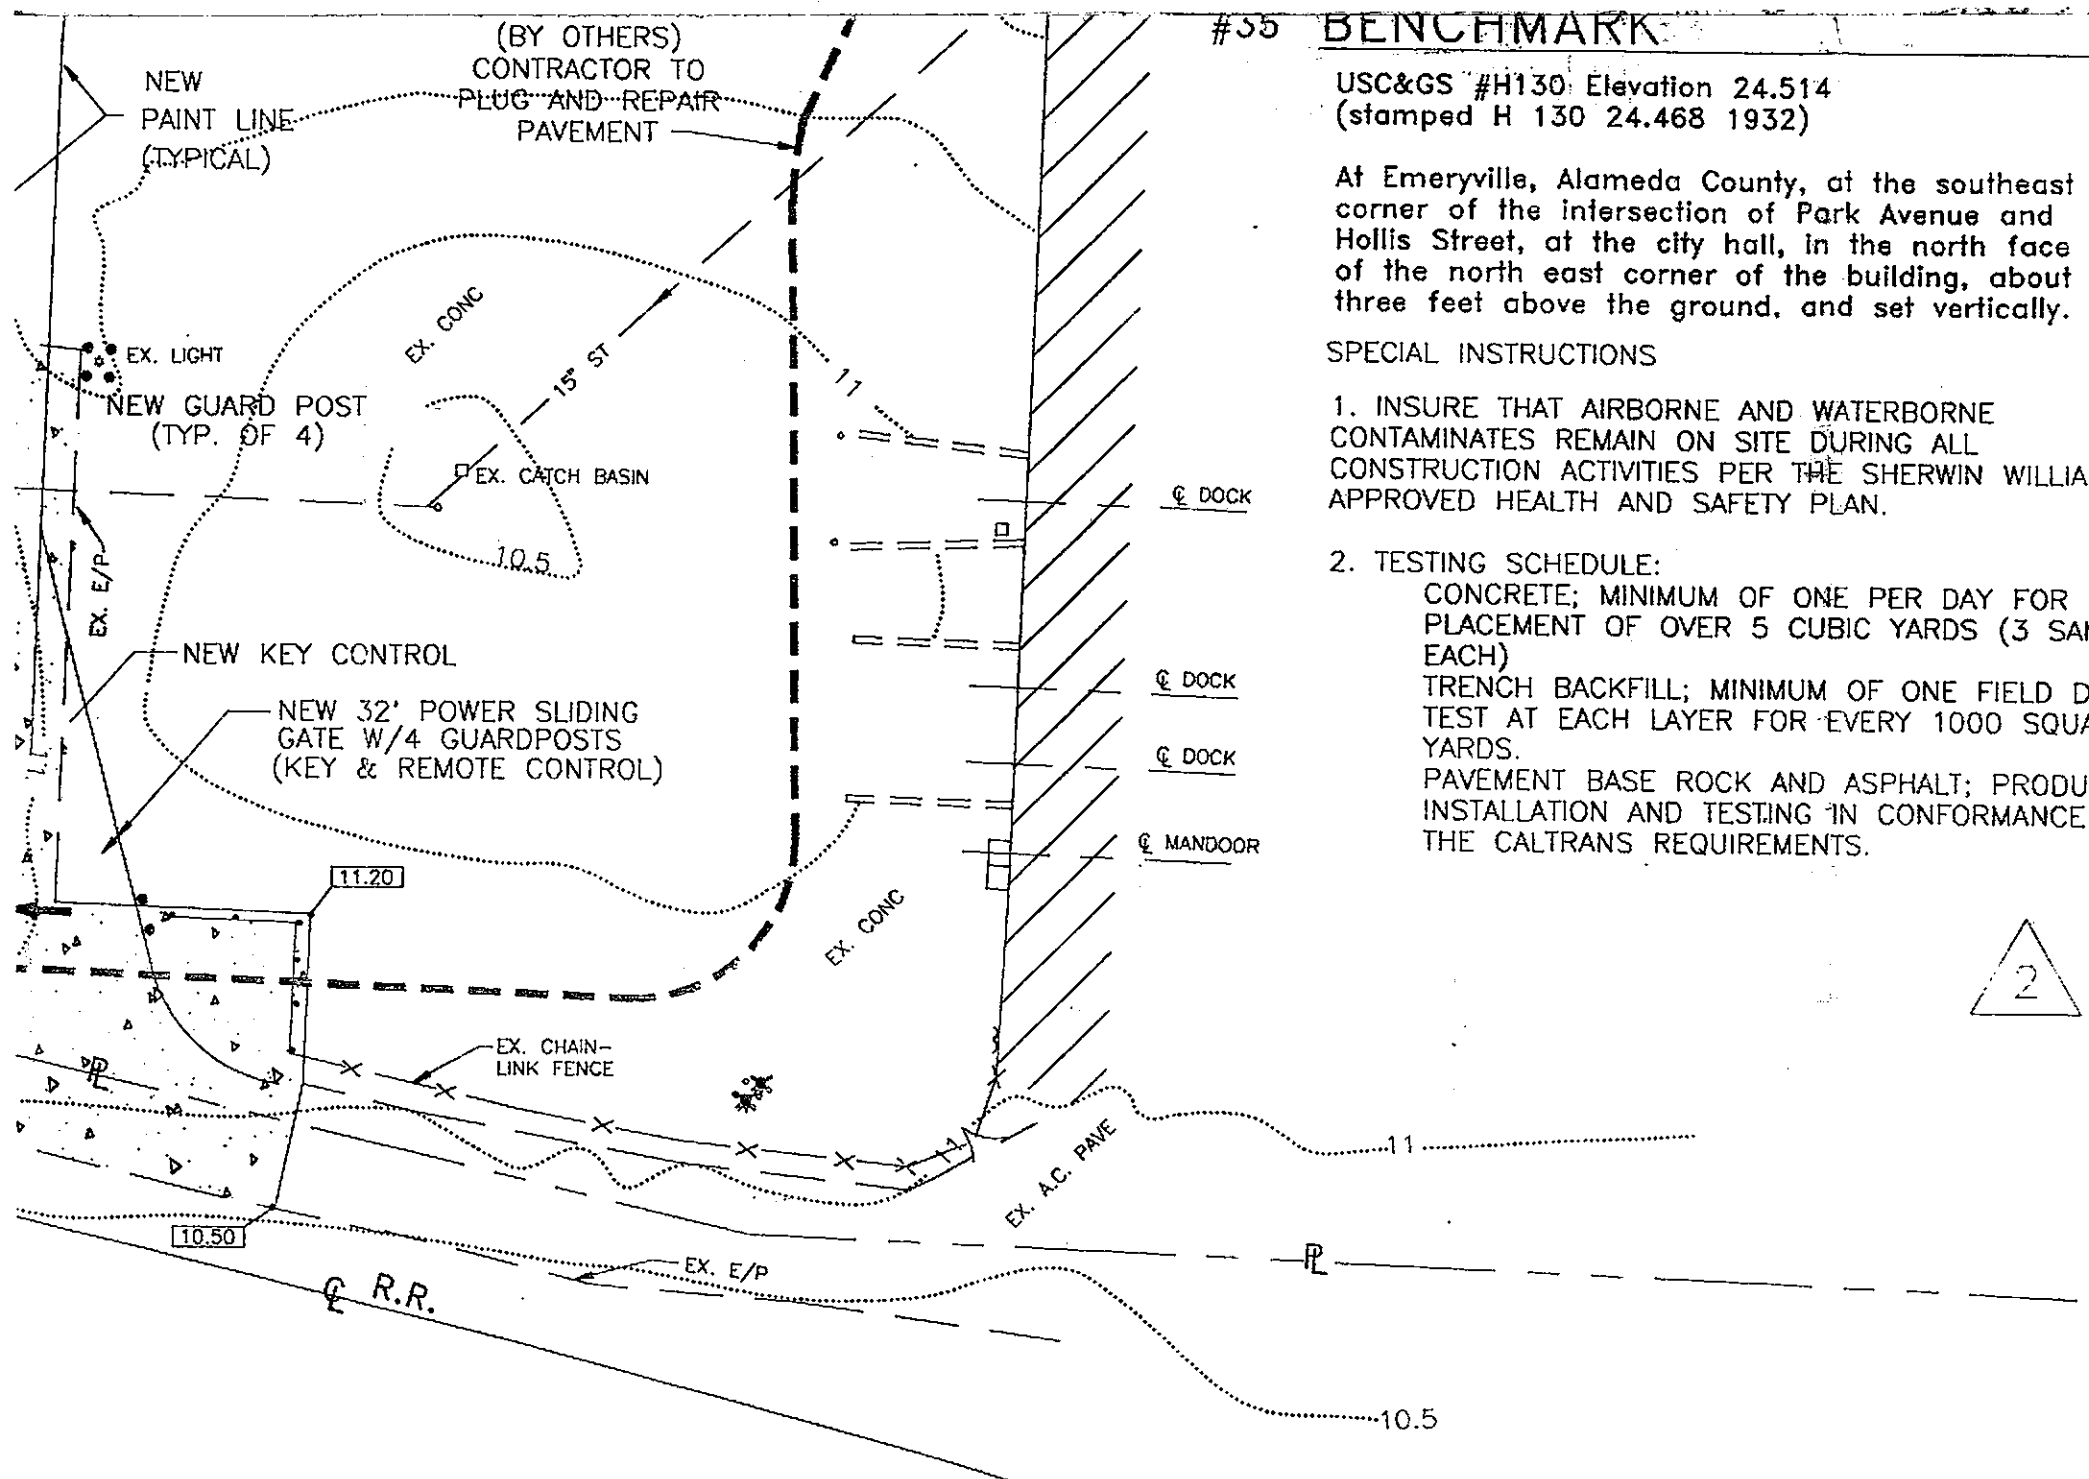 (BY OTHERS)
CONTRACTOR TO
PLUG AND REPAIR
PAVEMENT
NEW
PAINT LINE
(TYPICAL)
EX. CONC
15" ST
11
EX. LIGHT
NEW GUARD POST
(TYP. OF 4)
EX. CATCH BASIN
10.5
EX. E/P
NEW KEY CONTROL
NEW 32' POWER SLIDING
GATE W/4 GUARDPOSTS
(KEY & REMOTE CONTROL)
11.20
EX. CONC
℄ DOCK
℄ DOCK
℄ DOCK
℄ MANDOOR
EX. CHAIN-
LINK FENCE
PL
10.50
℄ R.R.
EX. E/P
EX. A.C. PAVE
11
PL
10.5
#35 BENCHMARK
USC&GS #H130 Elevation 24.514
(stamped H 130 24.468 1932)
At Emeryville, Alameda County, at the southeast
corner of the intersection of Park Avenue and
Hollis Street, at the city hall, in the north face
of the north east corner of the building, about
three feet above the ground, and set vertically.
SPECIAL INSTRUCTIONS
1. INSURE THAT AIRBORNE AND WATERBORNE
CONTAMINATES REMAIN ON SITE DURING ALL
CONSTRUCTION ACTIVITIES PER THE SHERWIN WILLIA
APPROVED HEALTH AND SAFETY PLAN.
2. TESTING SCHEDULE:
CONCRETE; MINIMUM OF ONE PER DAY FOR
PLACEMENT OF OVER 5 CUBIC YARDS (3 SA
EACH)
TRENCH BACKFILL; MINIMUM OF ONE FIELD D
TEST AT EACH LAYER FOR EVERY 1000 SQUA
YARDS.
PAVEMENT BASE ROCK AND ASPHALT; PRODU
INSTALLATION AND TESTING IN CONFORMANCE
THE CALTRANS REQUIREMENTS.
2